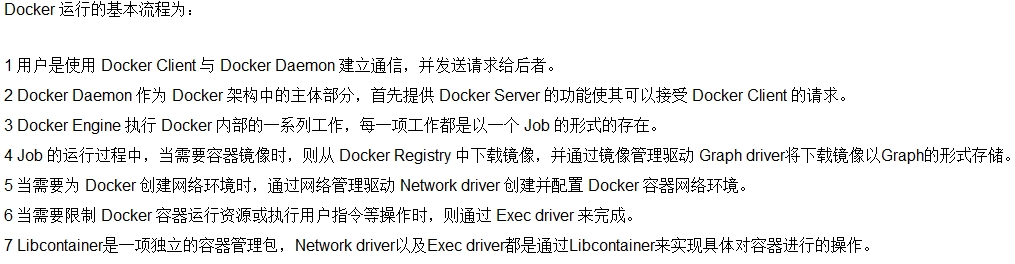 Docker 运行的基本流程为：
1 用户是使用 Docker Client 与 Docker Daemon 建立通信，并发送请求给后者。
2 Docker Daemon 作为 Docker 架构中的主体部分，首先提供 Docker Server 的功能使其可以接受 Docker Client 的请求。
3 Docker Engine 执行 Docker 内部的一系列工作，每一项工作都是以一个 Job 的形式的存在。
4 Job 的运行过程中，当需要容器镜像时，则从 Docker Registry 中下载镜像，并通过镜像管理驱动 Graph driver将下载镜像以Graph的形式存储。
5 当需要为 Docker 创建网络环境时，通过网络管理驱动 Network driver 创建并配置 Docker 容器网络环境。
6 当需要限制 Docker 容器运行资源或执行用户指令等操作时，则通过 Exec driver 来完成。
7 Libcontainer是一项独立的容器管理包，Network driver以及Exec driver都是通过Libcontainer来实现具体对容器进行的操作。